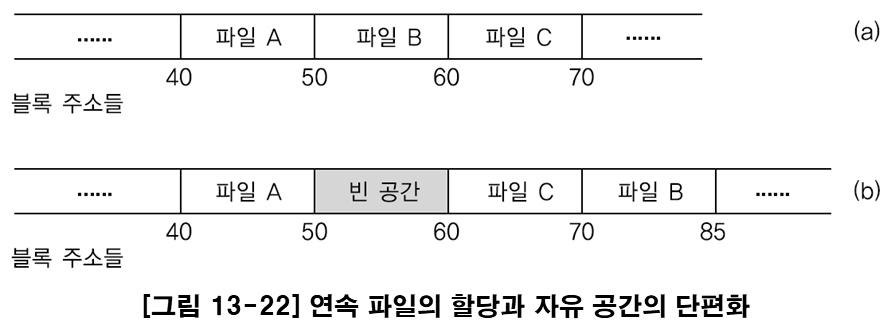 …… 파일 A 파일 B 파일 C …… (a)
40 50 60 70
블록 주소들
…… 파일 A 빈 공간 파일 C 파일 B …… (b)
40 50 60 70 85
블록 주소들
[그림 13-22] 연속 파일의 할당과 자유 공간의 단편화